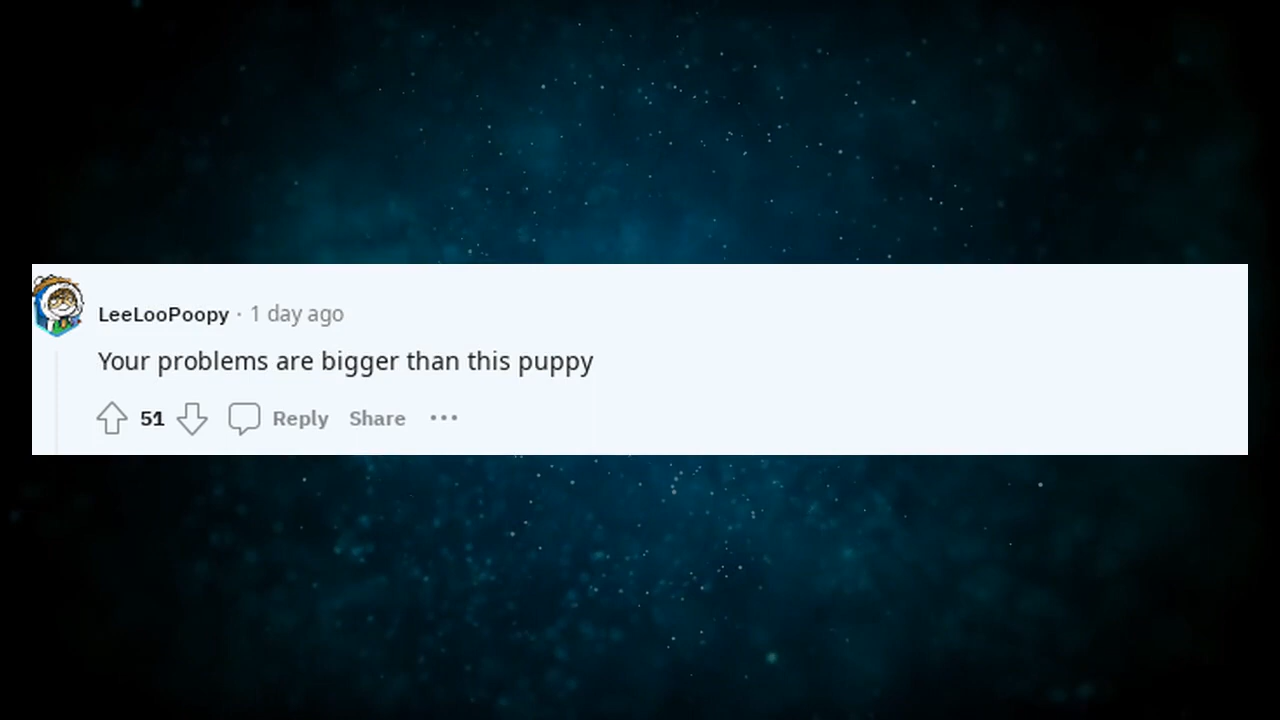 LeeLooPoopy · 1 day ago
Your problems are bigger than this puppy
51 Reply Share ···